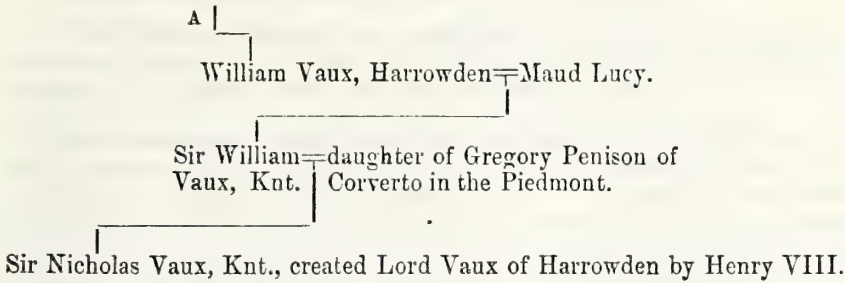 A
William Vaux, Harrowden=Maud Lucy.
Sir William=daughter of Gregory Penison of
Vaux, Knt. Corverto in the Piedmont.
Sir Nicholas Vaux, Knt., created Lord Vaux of Harrowden by Henry VIII.